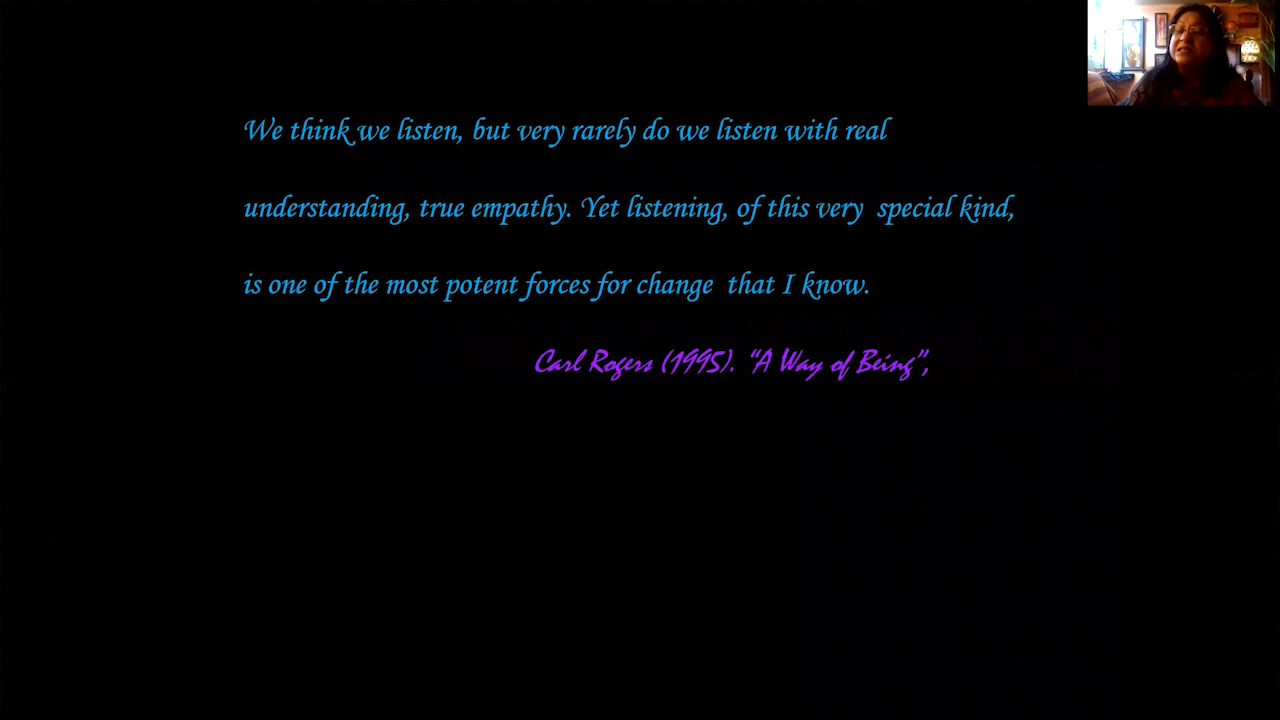 We think we listen, but very rarely do we listen with real
understanding, true empathy. Yet listening, of this very special kind,
is one of the most potent forces for change that I know.
Carl Rogers (1995). “A Way of Being”,